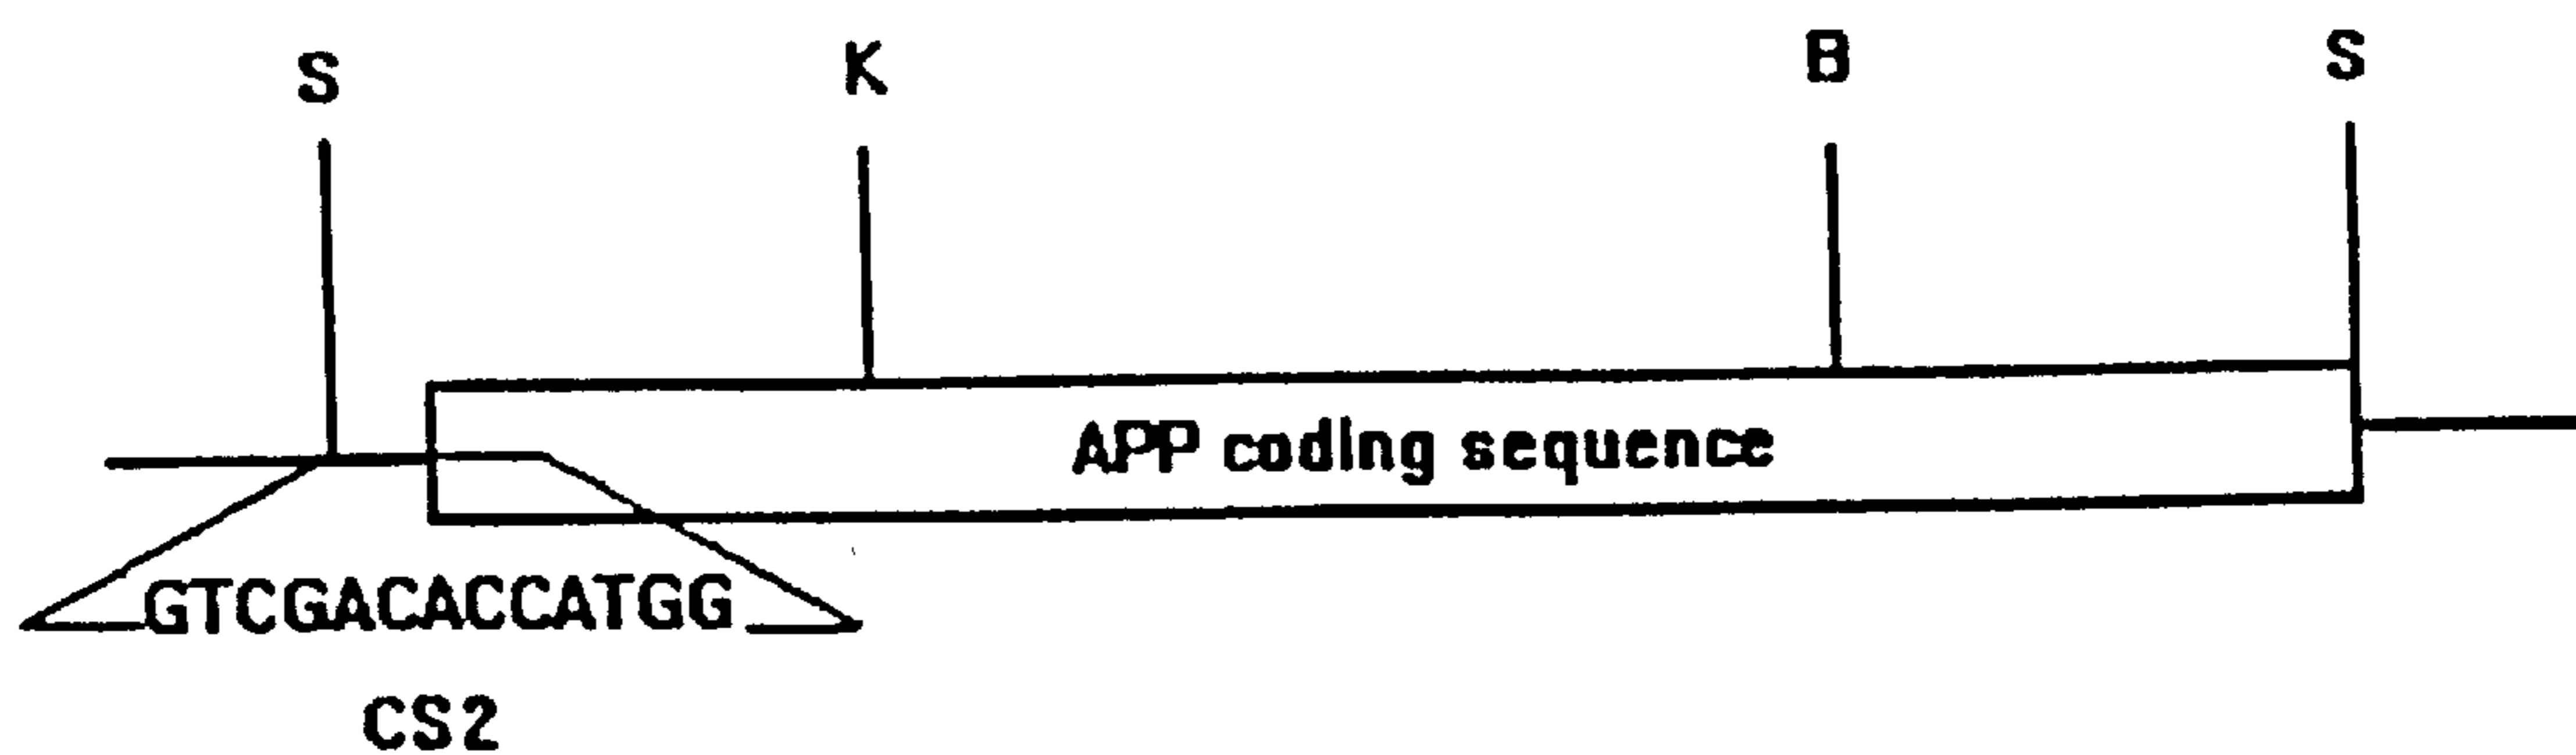 S K B S
APP coding sequence
GTCGACACCATGG
CS2